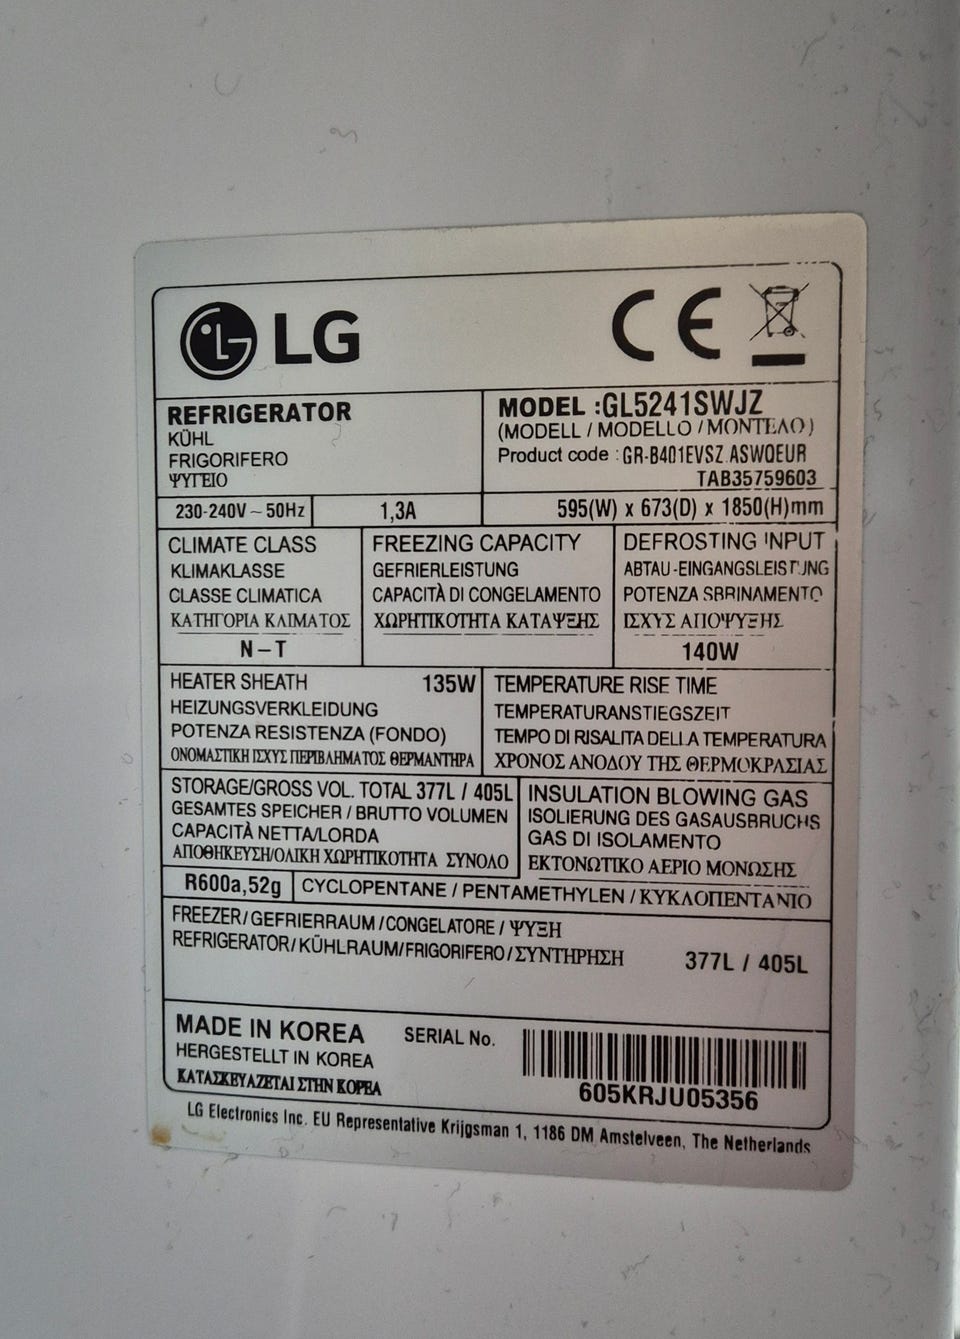 LG
CE
REFRIGERATOR
KÜHL
FRIGORIFERO
ΨΥΓΕΙΟ
MODEL :GL5241SWJZ
(MODELL / MODELLO / ΜΟΝΤΕΛΟ)
Product code : GR-B401EVSZ.ASWQEUR
TAB35759603
230-240V ~ 50Hz
1,3A
595(W) x 673(D) x 1850(H)mm
CLIMATE CLASS
KLIMAKLASSE
CLASSE CLIMATICA
ΚΑΤΗΓΟΡΙΑ ΚΛΙΜΑΤΟΣ
N – T
FREEZING CAPACITY
GEFRIERLEISTUNG
CAPACITÀ DI CONGELAMENTO
ΧΩΡΗΤΙΚΟΤΗΤΑ ΚΑΤΑΨΞΗΣ
DEFROSTING INPUT
ABTAU-EINGANGSLEISTUNG
POTENZA SBRINAMENTO
ΙΣΧΥΣ ΑΠΟΨΥΞΗΣ
140W
HEATER SHEATH 135W
HEIZUNGSVERKLEIDUNG
POTENZA RESISTENZA (FONDO)
ΟΝΟΜΑΣΤΙΚΗ ΙΣΧΥΣ ΠΕΡΙΒΛΗΜΑΤΟΣ ΘΕΡΜΑΝΤΗΡΑ
TEMPERATURE RISE TIME
TEMPERATURANSTIEGSZEIT
TEMPO DI RISALITA DELLA TEMPERATURA
ΧΡΟΝΟΣ ΑΝΟΔΟΥ ΤΗΣ ΘΕΡΜΟΚΡΑΣΙΑΣ
STORAGE/GROSS VOL. TOTAL 377L / 405L
GESAMTES SPEICHER / BRUTTO VOLUMEN
CAPACITÀ NETTA/LORDA
ΑΠΟΘΗΚΕΥΣΗ/ΟΛΙΚΗ ΧΩΡΗΤΙΚΟΤΗΤΑ ΣΥΝΟΛΟ
INSULATION BLOWING GAS
ISOLIERUNG DES GASAUSBRUCHS
GAS DI ISOLAMENTO
ΕΚΤΟΝΩΤΙΚΟ ΑΕΡΙΟ ΜΟΝΩΣΗΣ
R600a,52g
CYCLOPENTANE / PENTAMETHYLEN / ΚΥΚΛΟΠΕΝΤΑΝΙΟ
FREEZER / GEFRIERRAUM / CONGELATORE / ΨΥΞΗ
REFRIGERATOR / KÜHLRAUM/FRIGORIFERO / ΣΥΝΤΗΡΗΣΗ 377L / 405L
MADE IN KOREA
HERGESTELLT IN KOREA
ΚΑΤΑΣΚΕΥΑΖΕΤΑΙ ΣΤΗΝ ΚΟΡΕΑ
SERIAL No.
605KRJU05356
LG Electronics Inc. EU Representative Krijgsman 1, 1186 DM Amstelveen, The Netherlands